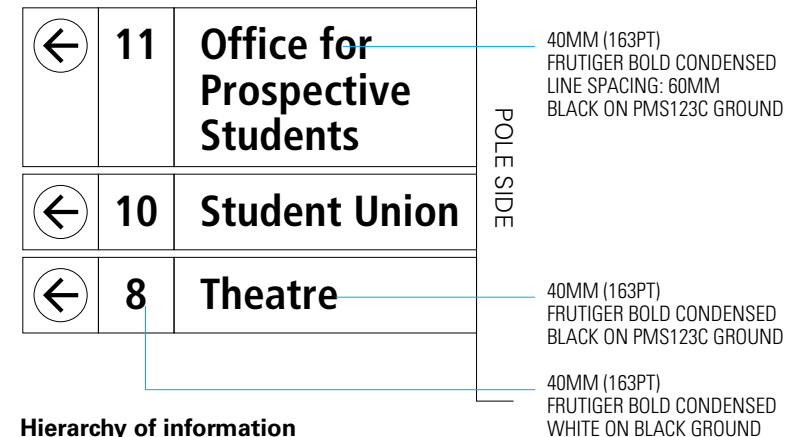 11 Office for
Prospective
Students
10 Student Union
8 Theatre
POLE SIDE
40MM (163PT)
FRUTIGER BOLD CONDENSED
LINE SPACING: 60MM
BLACK ON PMS123C GROUND
40MM (163PT)
FRUTIGER BOLD CONDENSED
BLACK ON PMS123C GROUND
40MM (163PT)
FRUTIGER BOLD CONDENSED
WHITE ON BLACK GROUND
Hierarchy of information